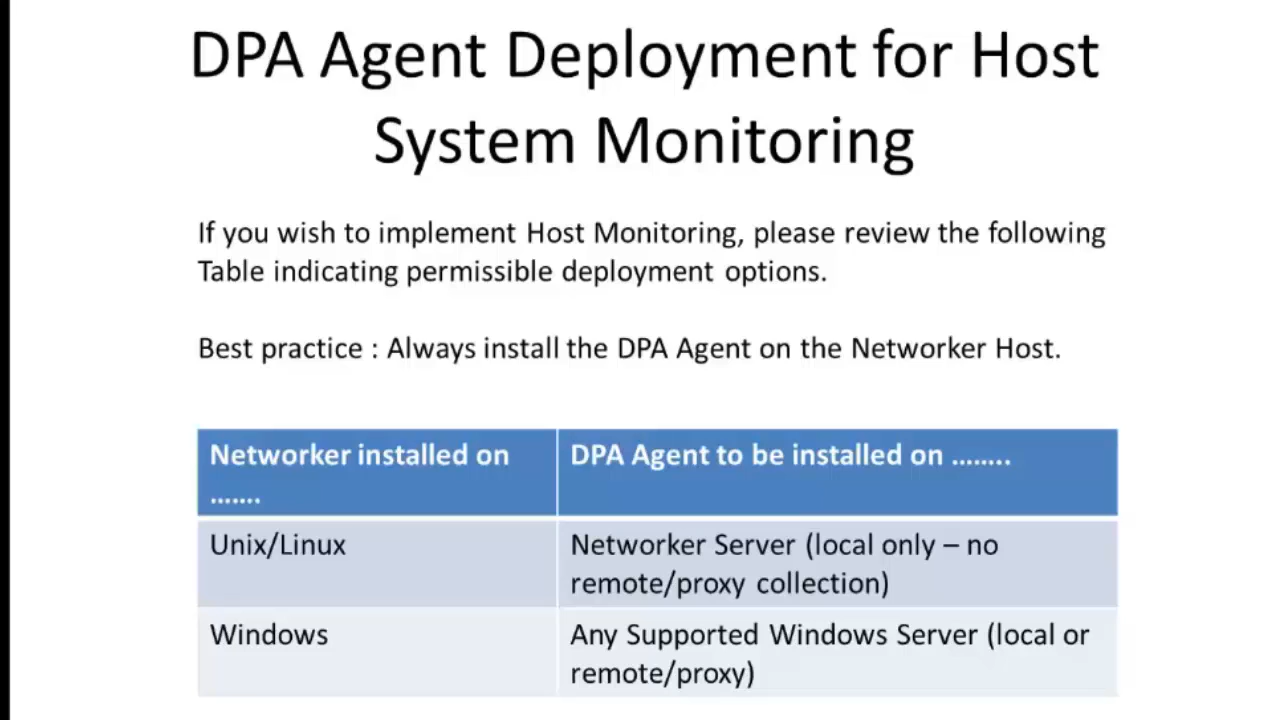 DPA Agent Deployment for Host
System Monitoring
If you wish to implement Host Monitoring, please review the following
Table indicating permissible deployment options.
Best practice : Always install the DPA Agent on the Networker Host.
Networker installed on
.......
DPA Agent to be installed on ........
Unix/Linux
Networker Server (local only – no
remote/proxy collection)
Windows
Any Supported Windows Server (local or
remote/proxy)